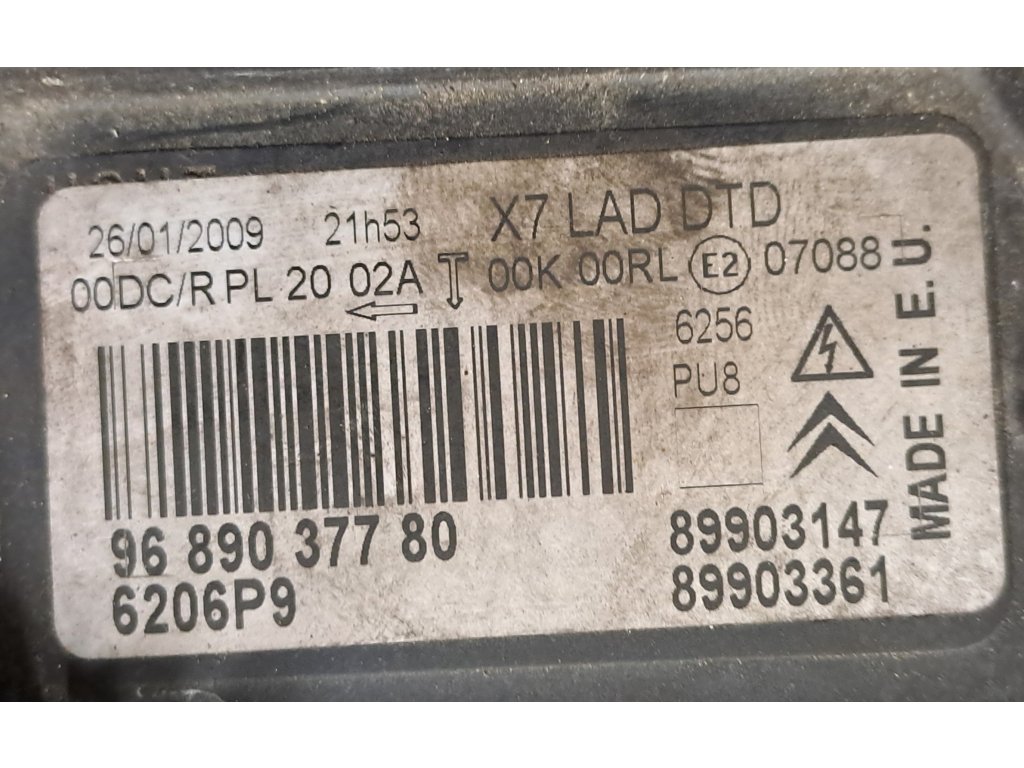 26/01/2009 21h53 X7 LAD DTD
00DC/R PL 20 02A 00K 00RL E2 07088
6256
PU8
MADE IN E.U.
96 890 377 80 89903147
6206P9 89903361